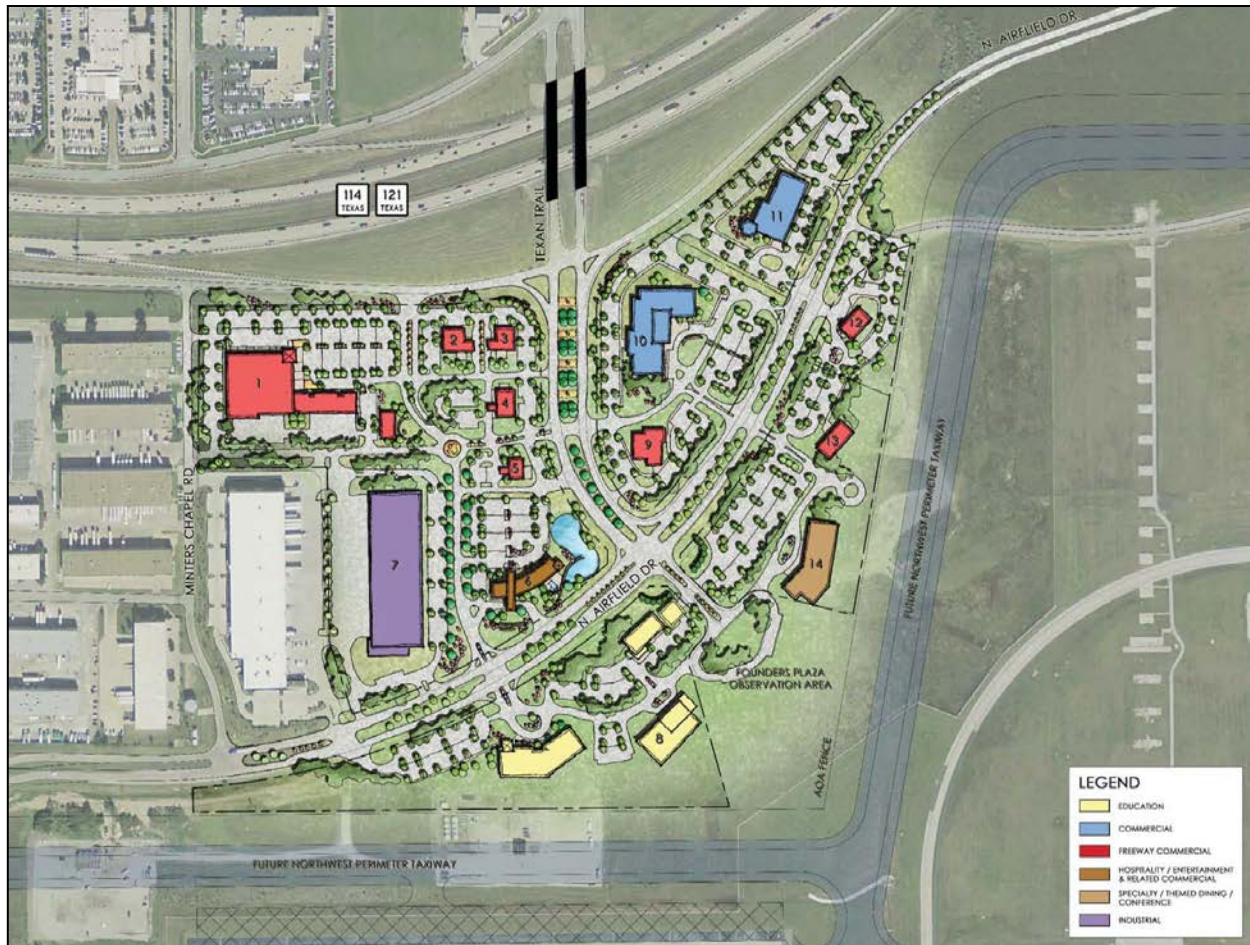 N. AIRFIELD DR.
114
TEXAS
121
TEXAS
TEXAN TRAIL
11
12
2
3
10
1
4
9
13
5
MINTERS CHAPEL RD
7
6
14
N. AIRFIELD DR.
FUTURE NORTHWEST PERIMETER TAXIWAY
FOUNDERS PLAZA
OBSERVATION AREA
8
AOA FENCE
FUTURE NORTHWEST PERIMETER TAXIWAY
LEGEND
EDUCATION
COMMERCIAL
FREEWAY COMMERCIAL
HOSPITALITY / ENTERTAINMENT
& RELATED COMMERCIAL
SPECIALTY / THEMED DINING /
CONFERENCE
INDUSTRIAL